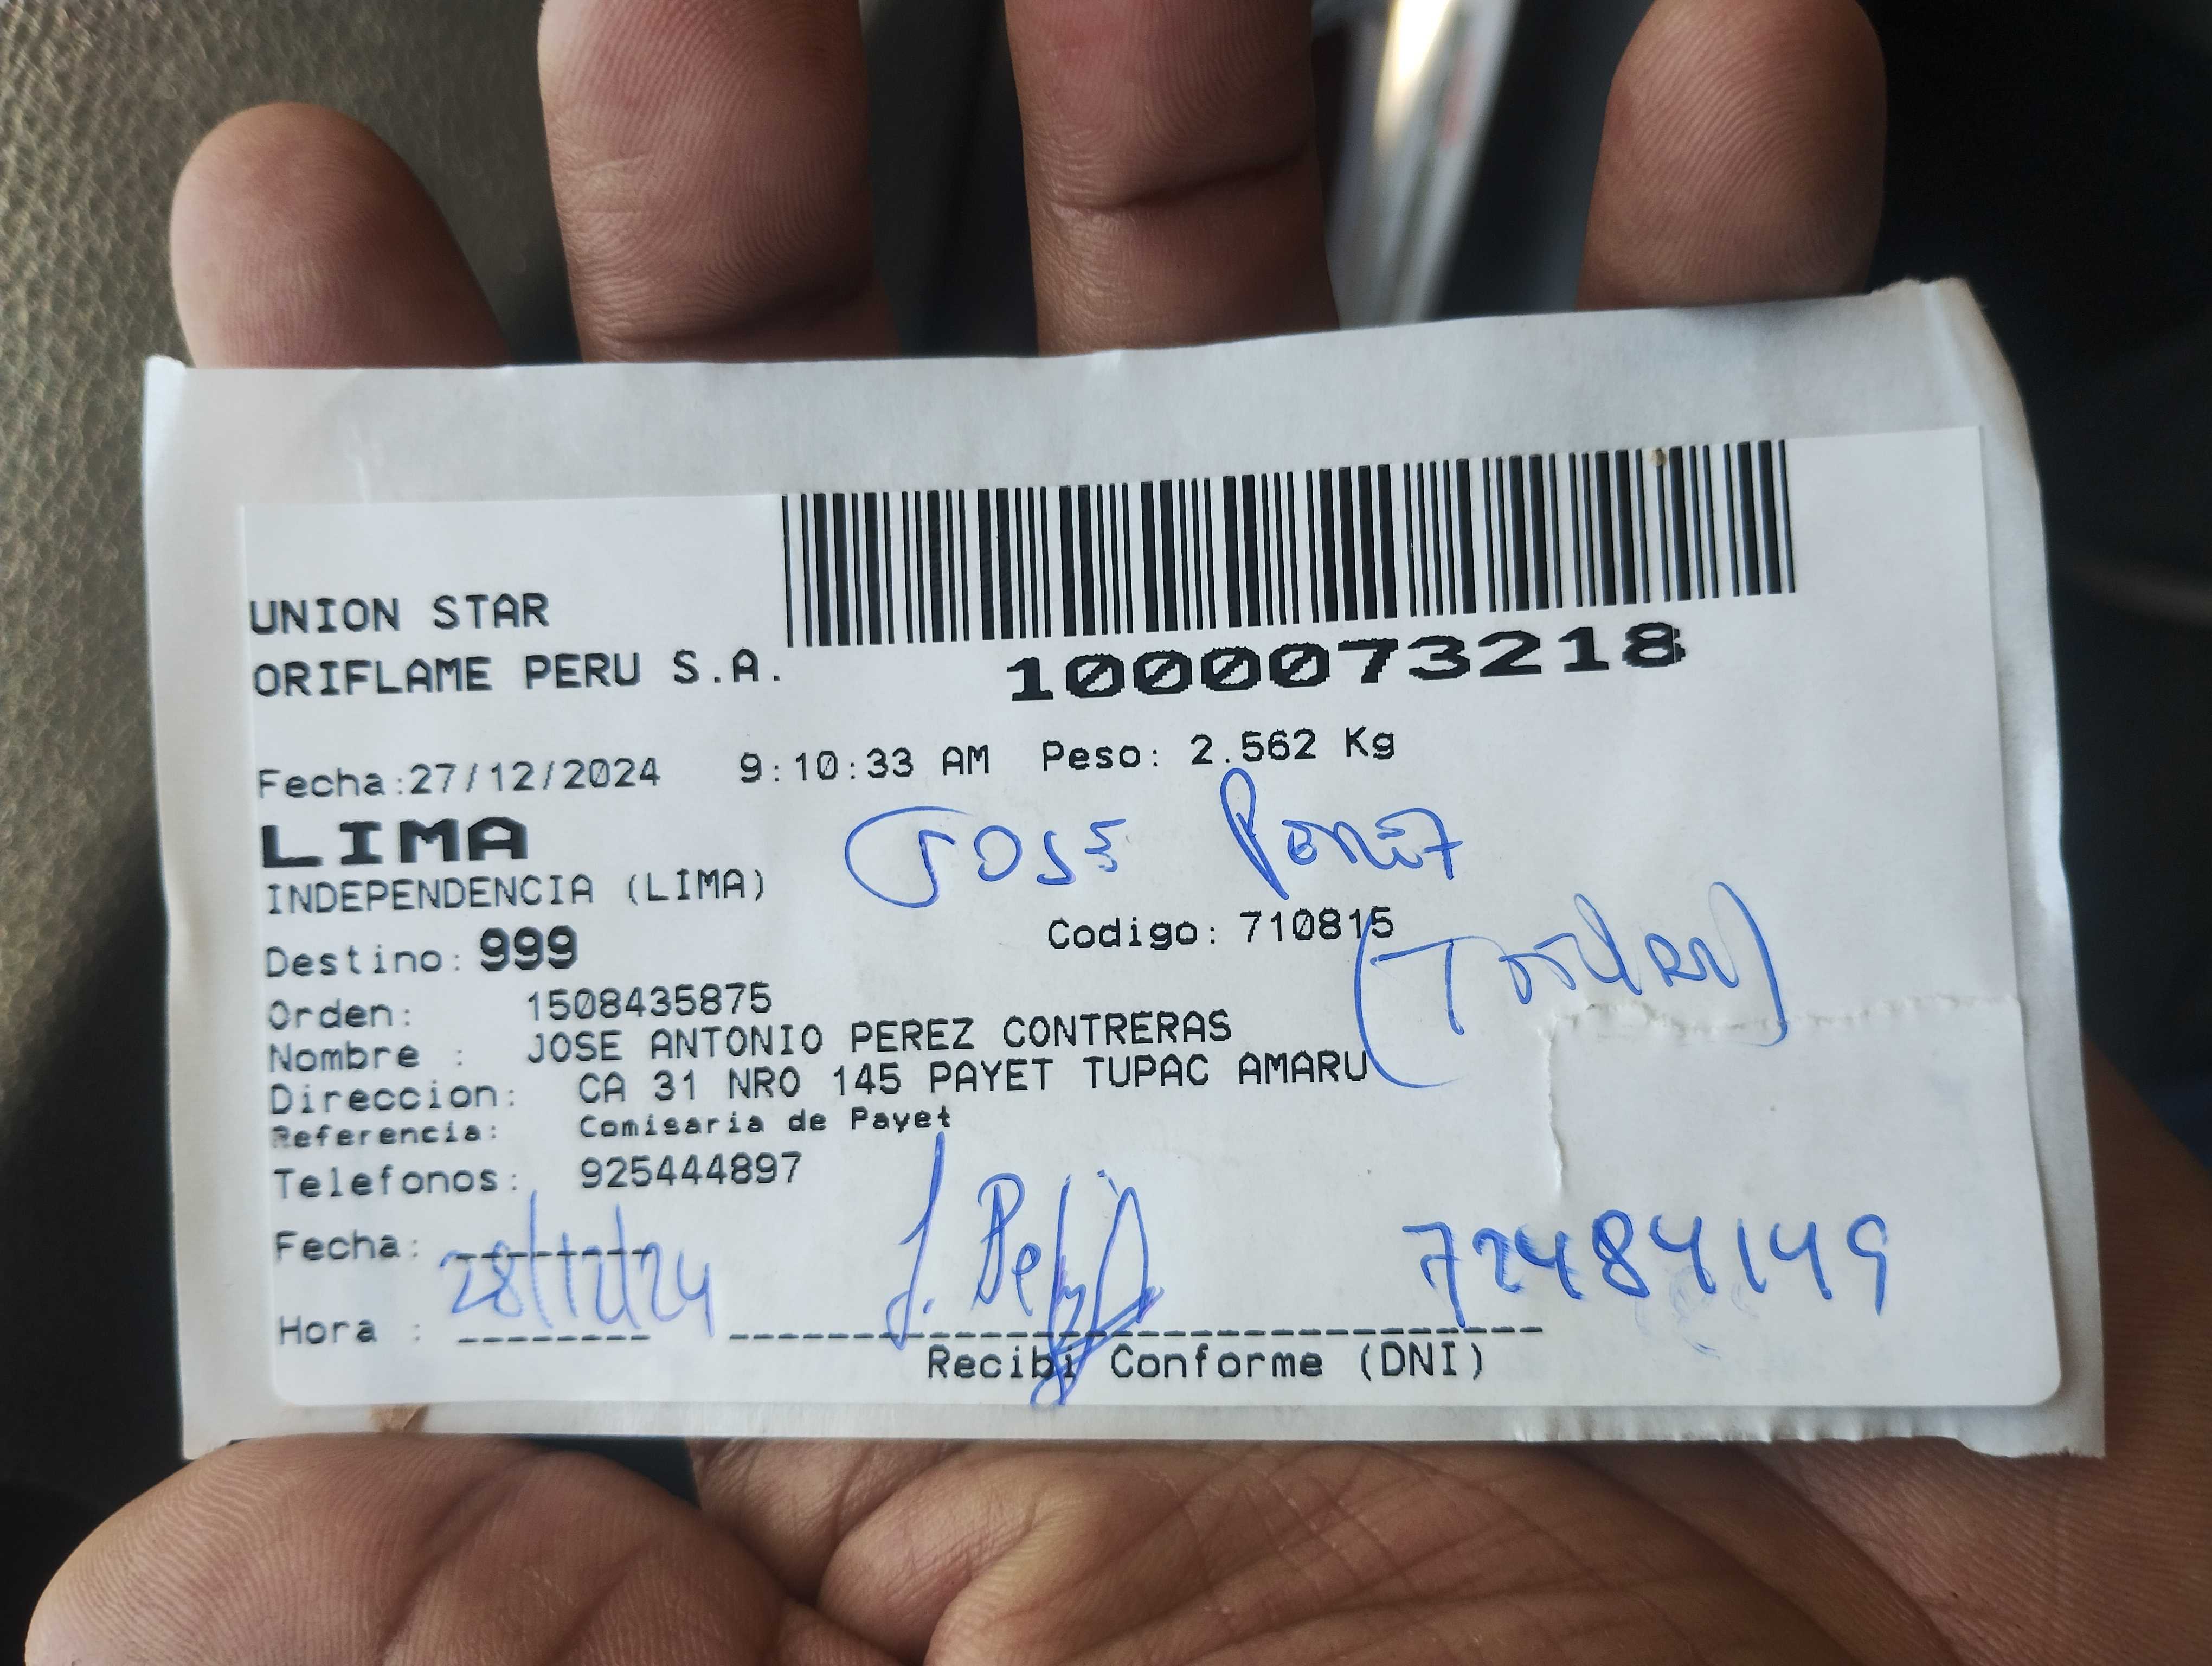 UNION STAR
ORIFLAME PERU S.A.
1000073218
Fecha:27/12/2024 9:10:33 AM Peso: 2.562 Kg
LIMA
JOSE PEREZ
INDEPENDENCIA (LIMA)
Codigo: 710815
Destino: 999
(TITULAR)
Orden: 1508435875
Nombre : JOSE ANTONIO PEREZ CONTRERAS
Direccion: CA 31 NRO 145 PAYET TUPAC AMARU
Referencia: Comisaria de Payet
Telefonos: 925444897
Fecha: 28/12/24
72484149
Hora :
Recibi Conforme (DNI)